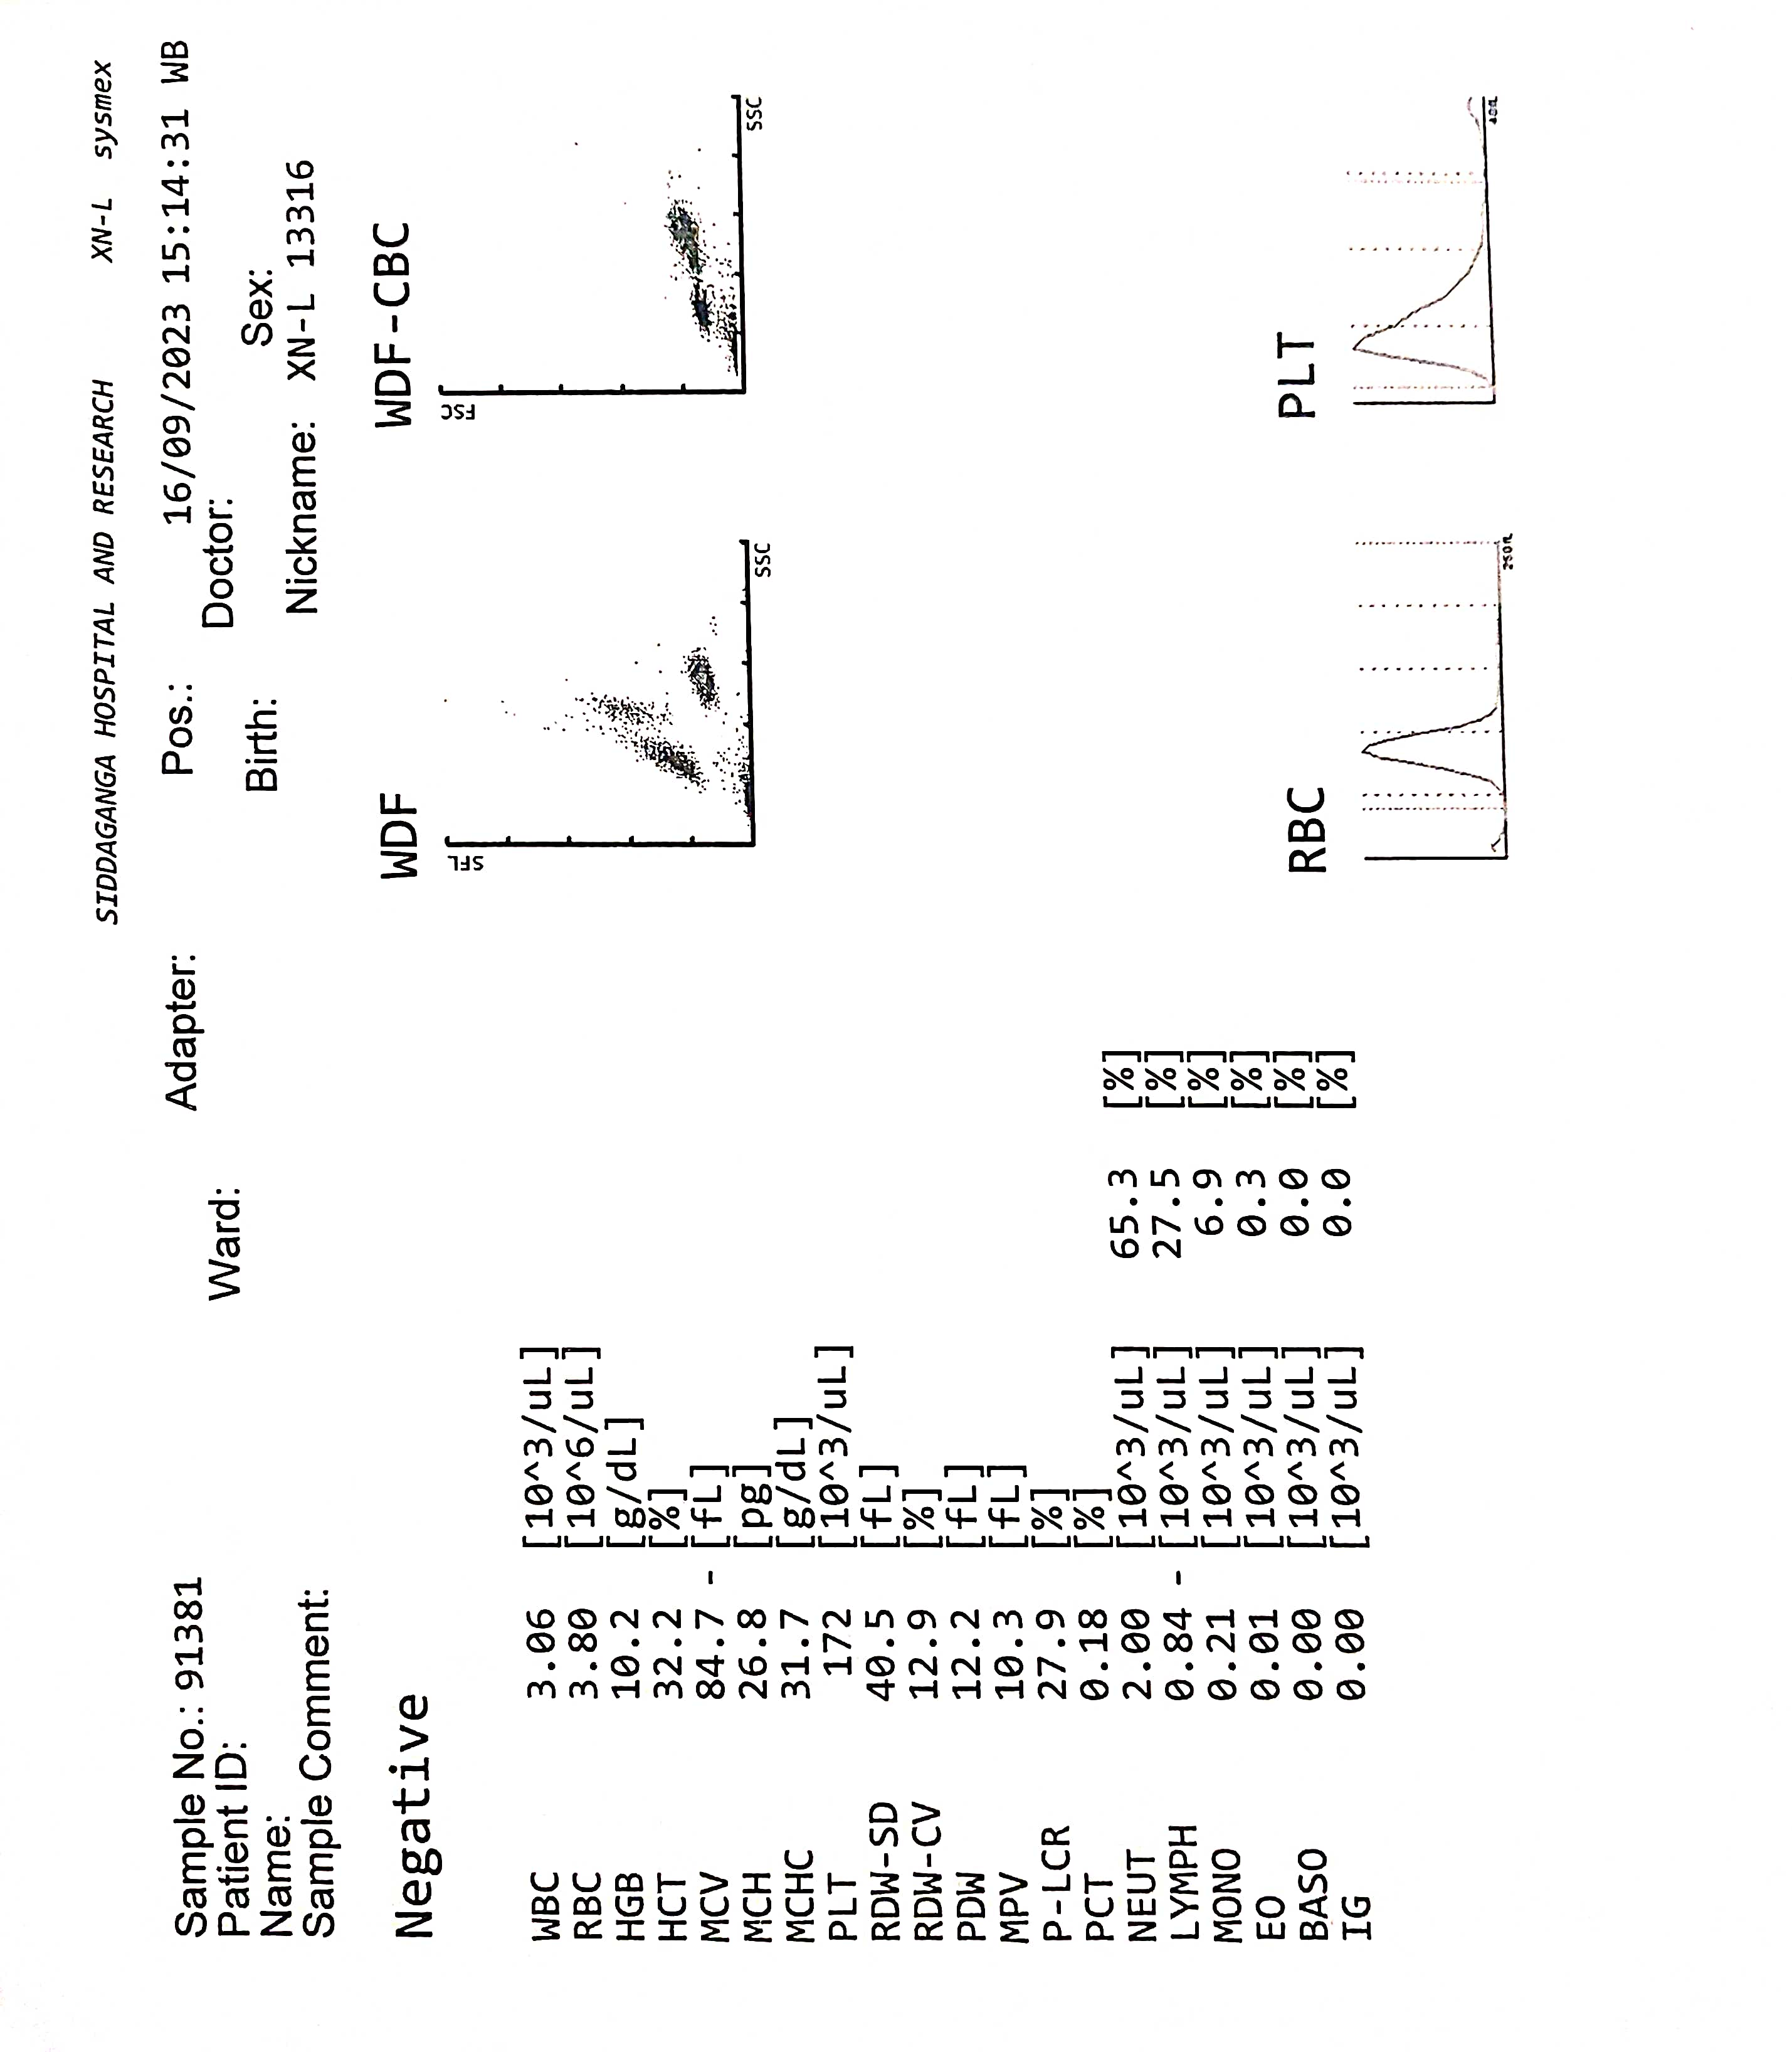 SIDDAGANGA HOSPITAL AND RESEARCH XN-L sysmex
Sample No.: 91381 Adapter: Pos.: 16/09/2023 15:14:31 WB
Patient ID: Ward: Doctor:
Name: Birth: Sex:
Sample Comment: Nickname: XN-L 13316
Negative
WDF
WDF-CBC
SFL
SSC
FSC
SSC
WBC 3.06 [10^3/uL]
RBC 3.80 [10^6/uL]
HGB 10.2 [g/dL]
HCT 32.2 [%]
MCV 84.7 - [fL]
MCH 26.8 [pg]
MCHC 31.7 [g/dL]
PLT 172 [10^3/uL]
RDW-SD 40.5 [fL]
RDW-CV 12.9 [%]
PDW 12.2 [fL]
MPV 10.3 [fL]
P-LCR 27.9 [%]
PCT 0.18 [%]
NEUT 2.00 [10^3/uL] 65.3 [%]
LYMPH 0.84 - [10^3/uL] 27.5 [%]
MONO 0.21 [10^3/uL] 6.9 [%]
EO 0.01 [10^3/uL] 0.3 [%]
BASO 0.00 [10^3/uL] 0.0 [%]
IG 0.00 [10^3/uL] 0.0 [%]
RBC
PLT
250fL
40fL